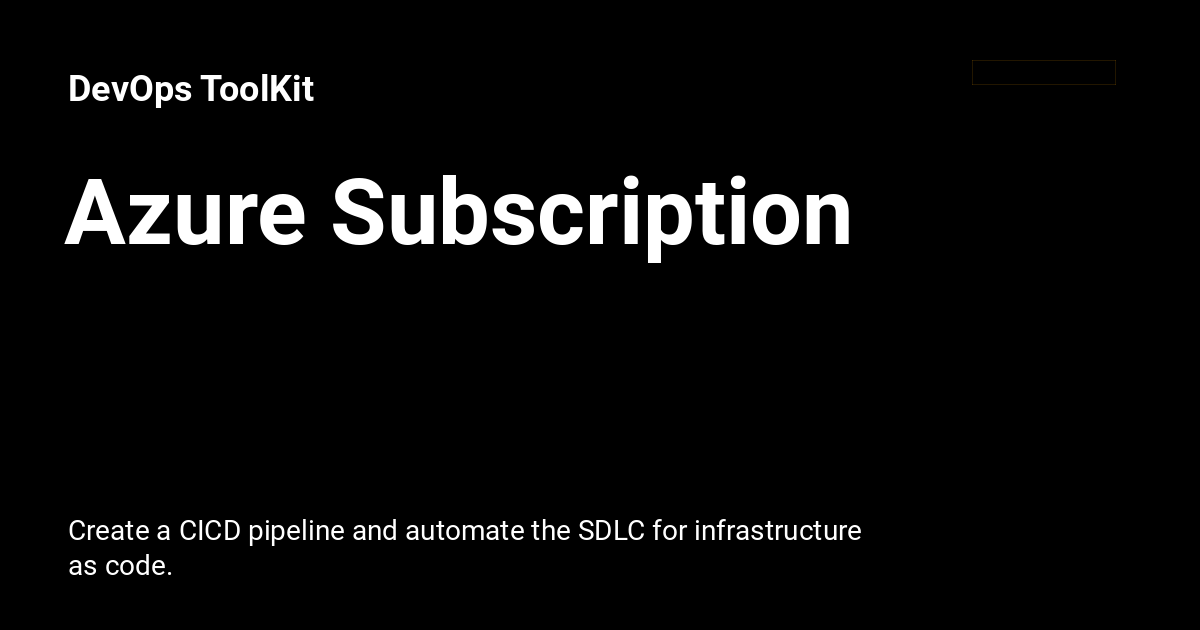 DevOps ToolKit
Azure Subscription
Create a CICD pipeline and automate the SDLC for infrastructure
as code.